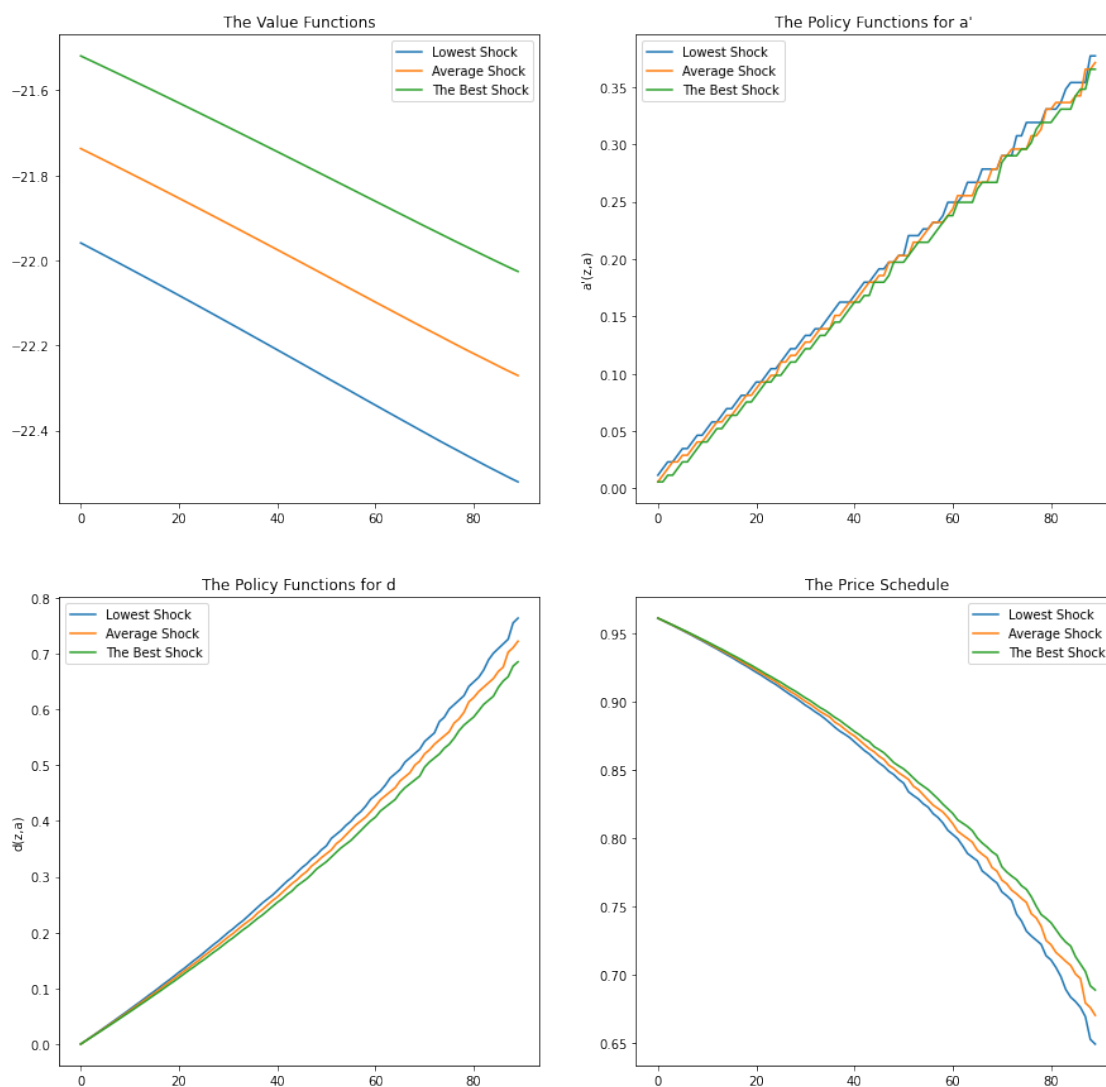 The Value Functions
Lowest Shock
Average Shock
The Best Shock
−21.6
−21.8
−22.0
−22.2
−22.4
0 20 40 60 80
The Policy Functions for a'
Lowest Shock
Average Shock
The Best Shock
a'(z,a)
0.35
0.30
0.25
0.20
0.15
0.10
0.05
0.00
0 20 40 60 80
The Policy Functions for d
Lowest Shock
Average Shock
The Best Shock
d(z,a)
0.8
0.7
0.6
0.5
0.4
0.3
0.2
0.1
0.0
0 20 40 60 80
The Price Schedule
Lowest Shock
Average Shock
The Best Shock
0.95
0.90
0.85
0.80
0.75
0.70
0.65
0 20 40 60 80